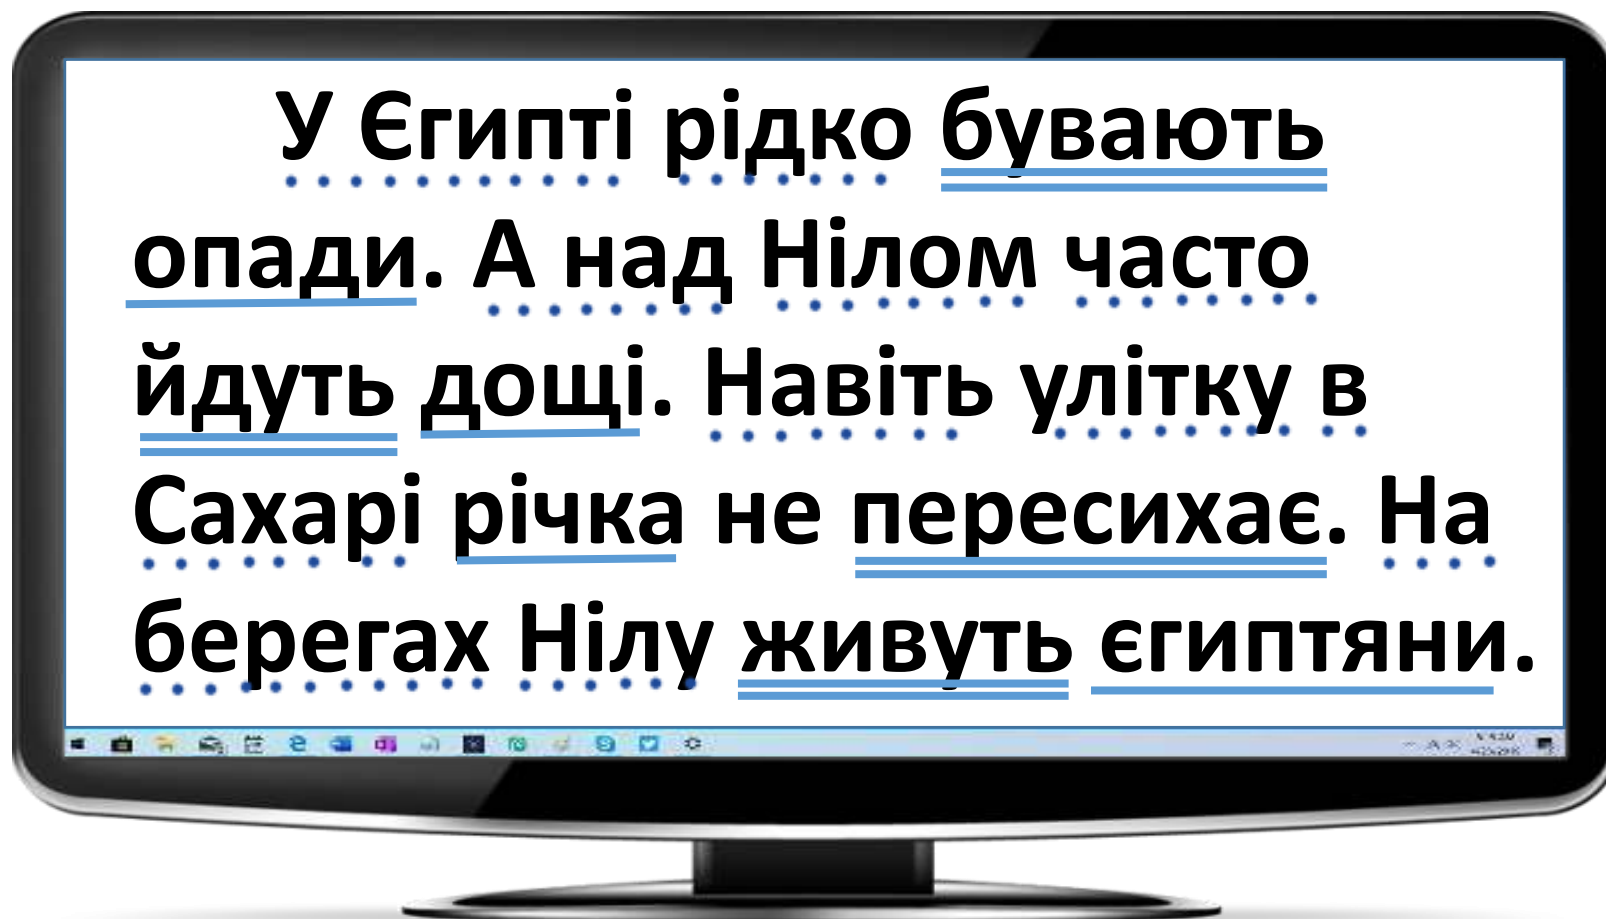 У Єгипті рідко бувають
опади. А над Нілом часто
йдуть дощі. Навіть улітку в
Сахарі річка не пересихає. На
берегах Нілу живуть єгиптяни.